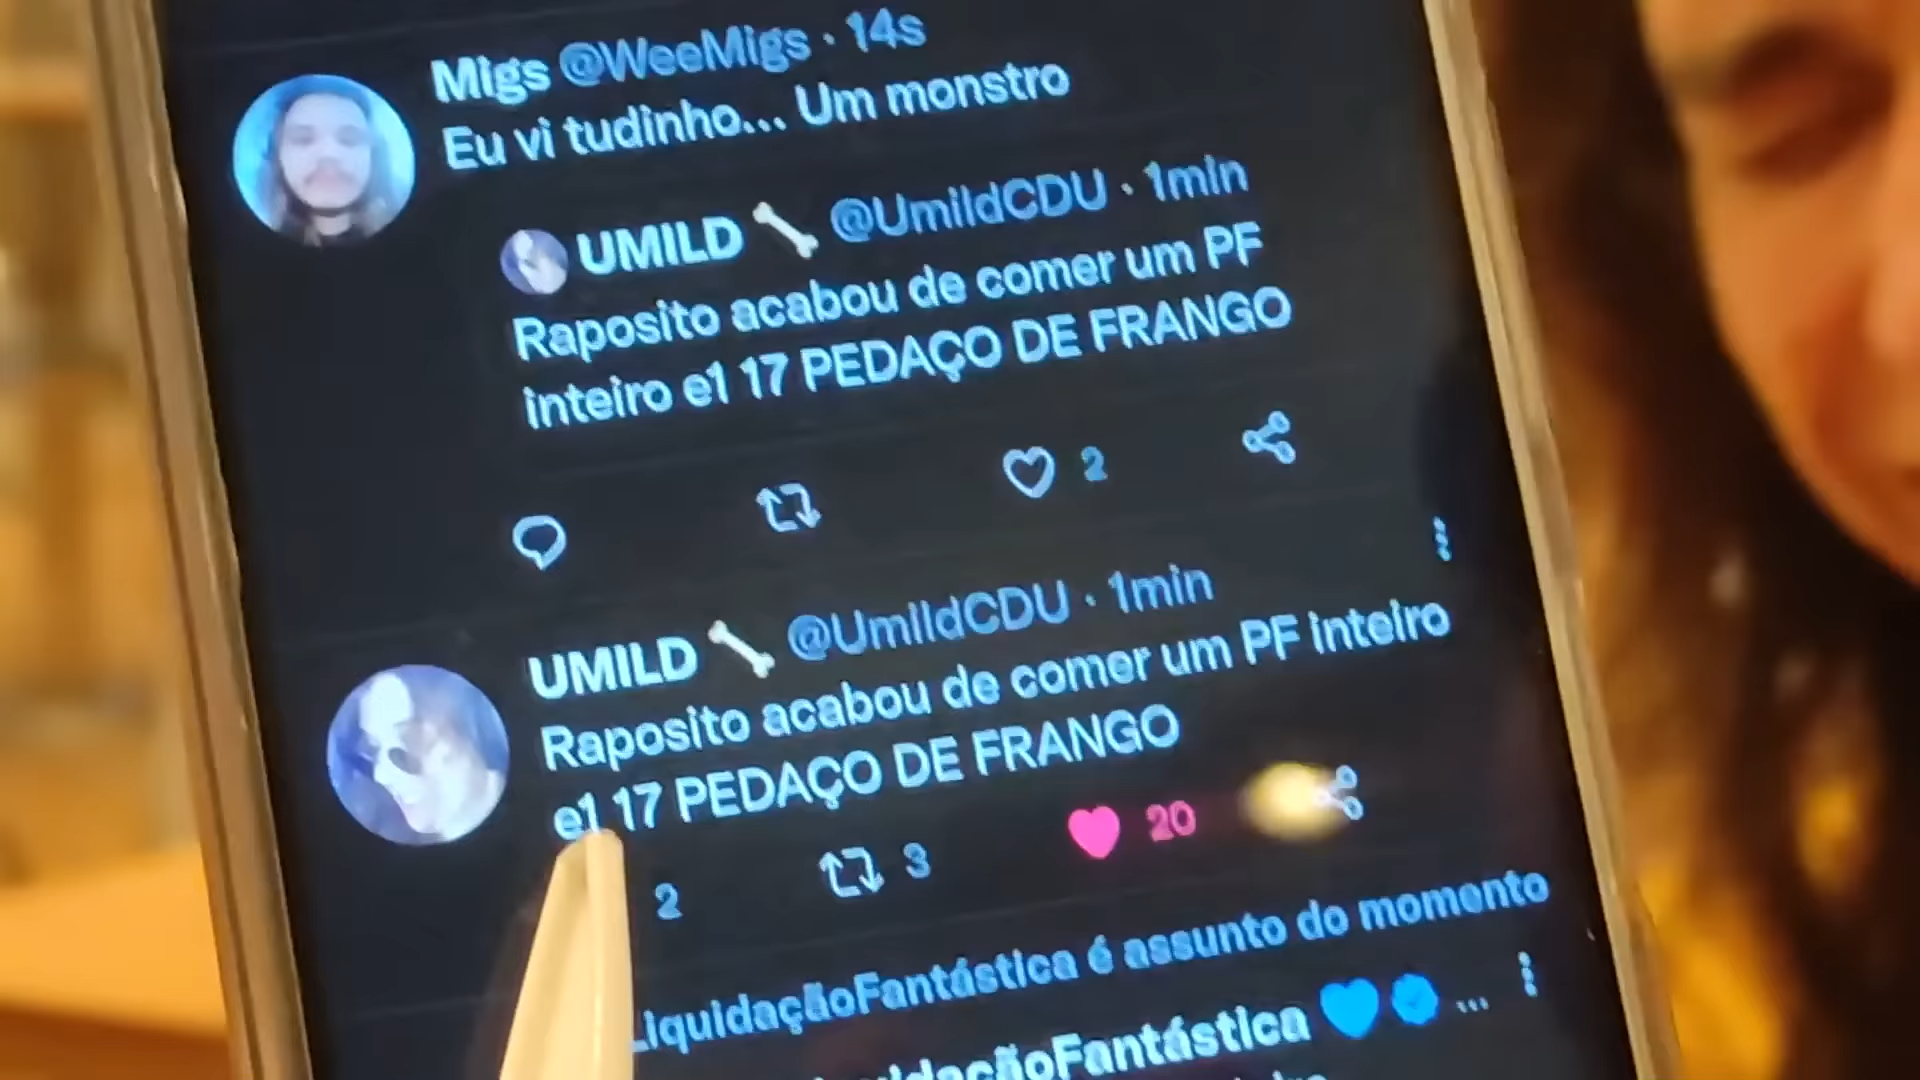 Migs @WeeMigs · 14s
Eu vi tudinho... Um monstro
UMILD @UmildCDU · 1min
Raposito acabou de comer um PF
inteiro e1 17 PEDAÇO DE FRANGO
2
UMILD @UmildCDU · 1min
Raposito acabou de comer um PF inteiro
e1 17 PEDAÇO DE FRANGO
2 3 20
LiquidaçãoFantástica é assunto do momento
...